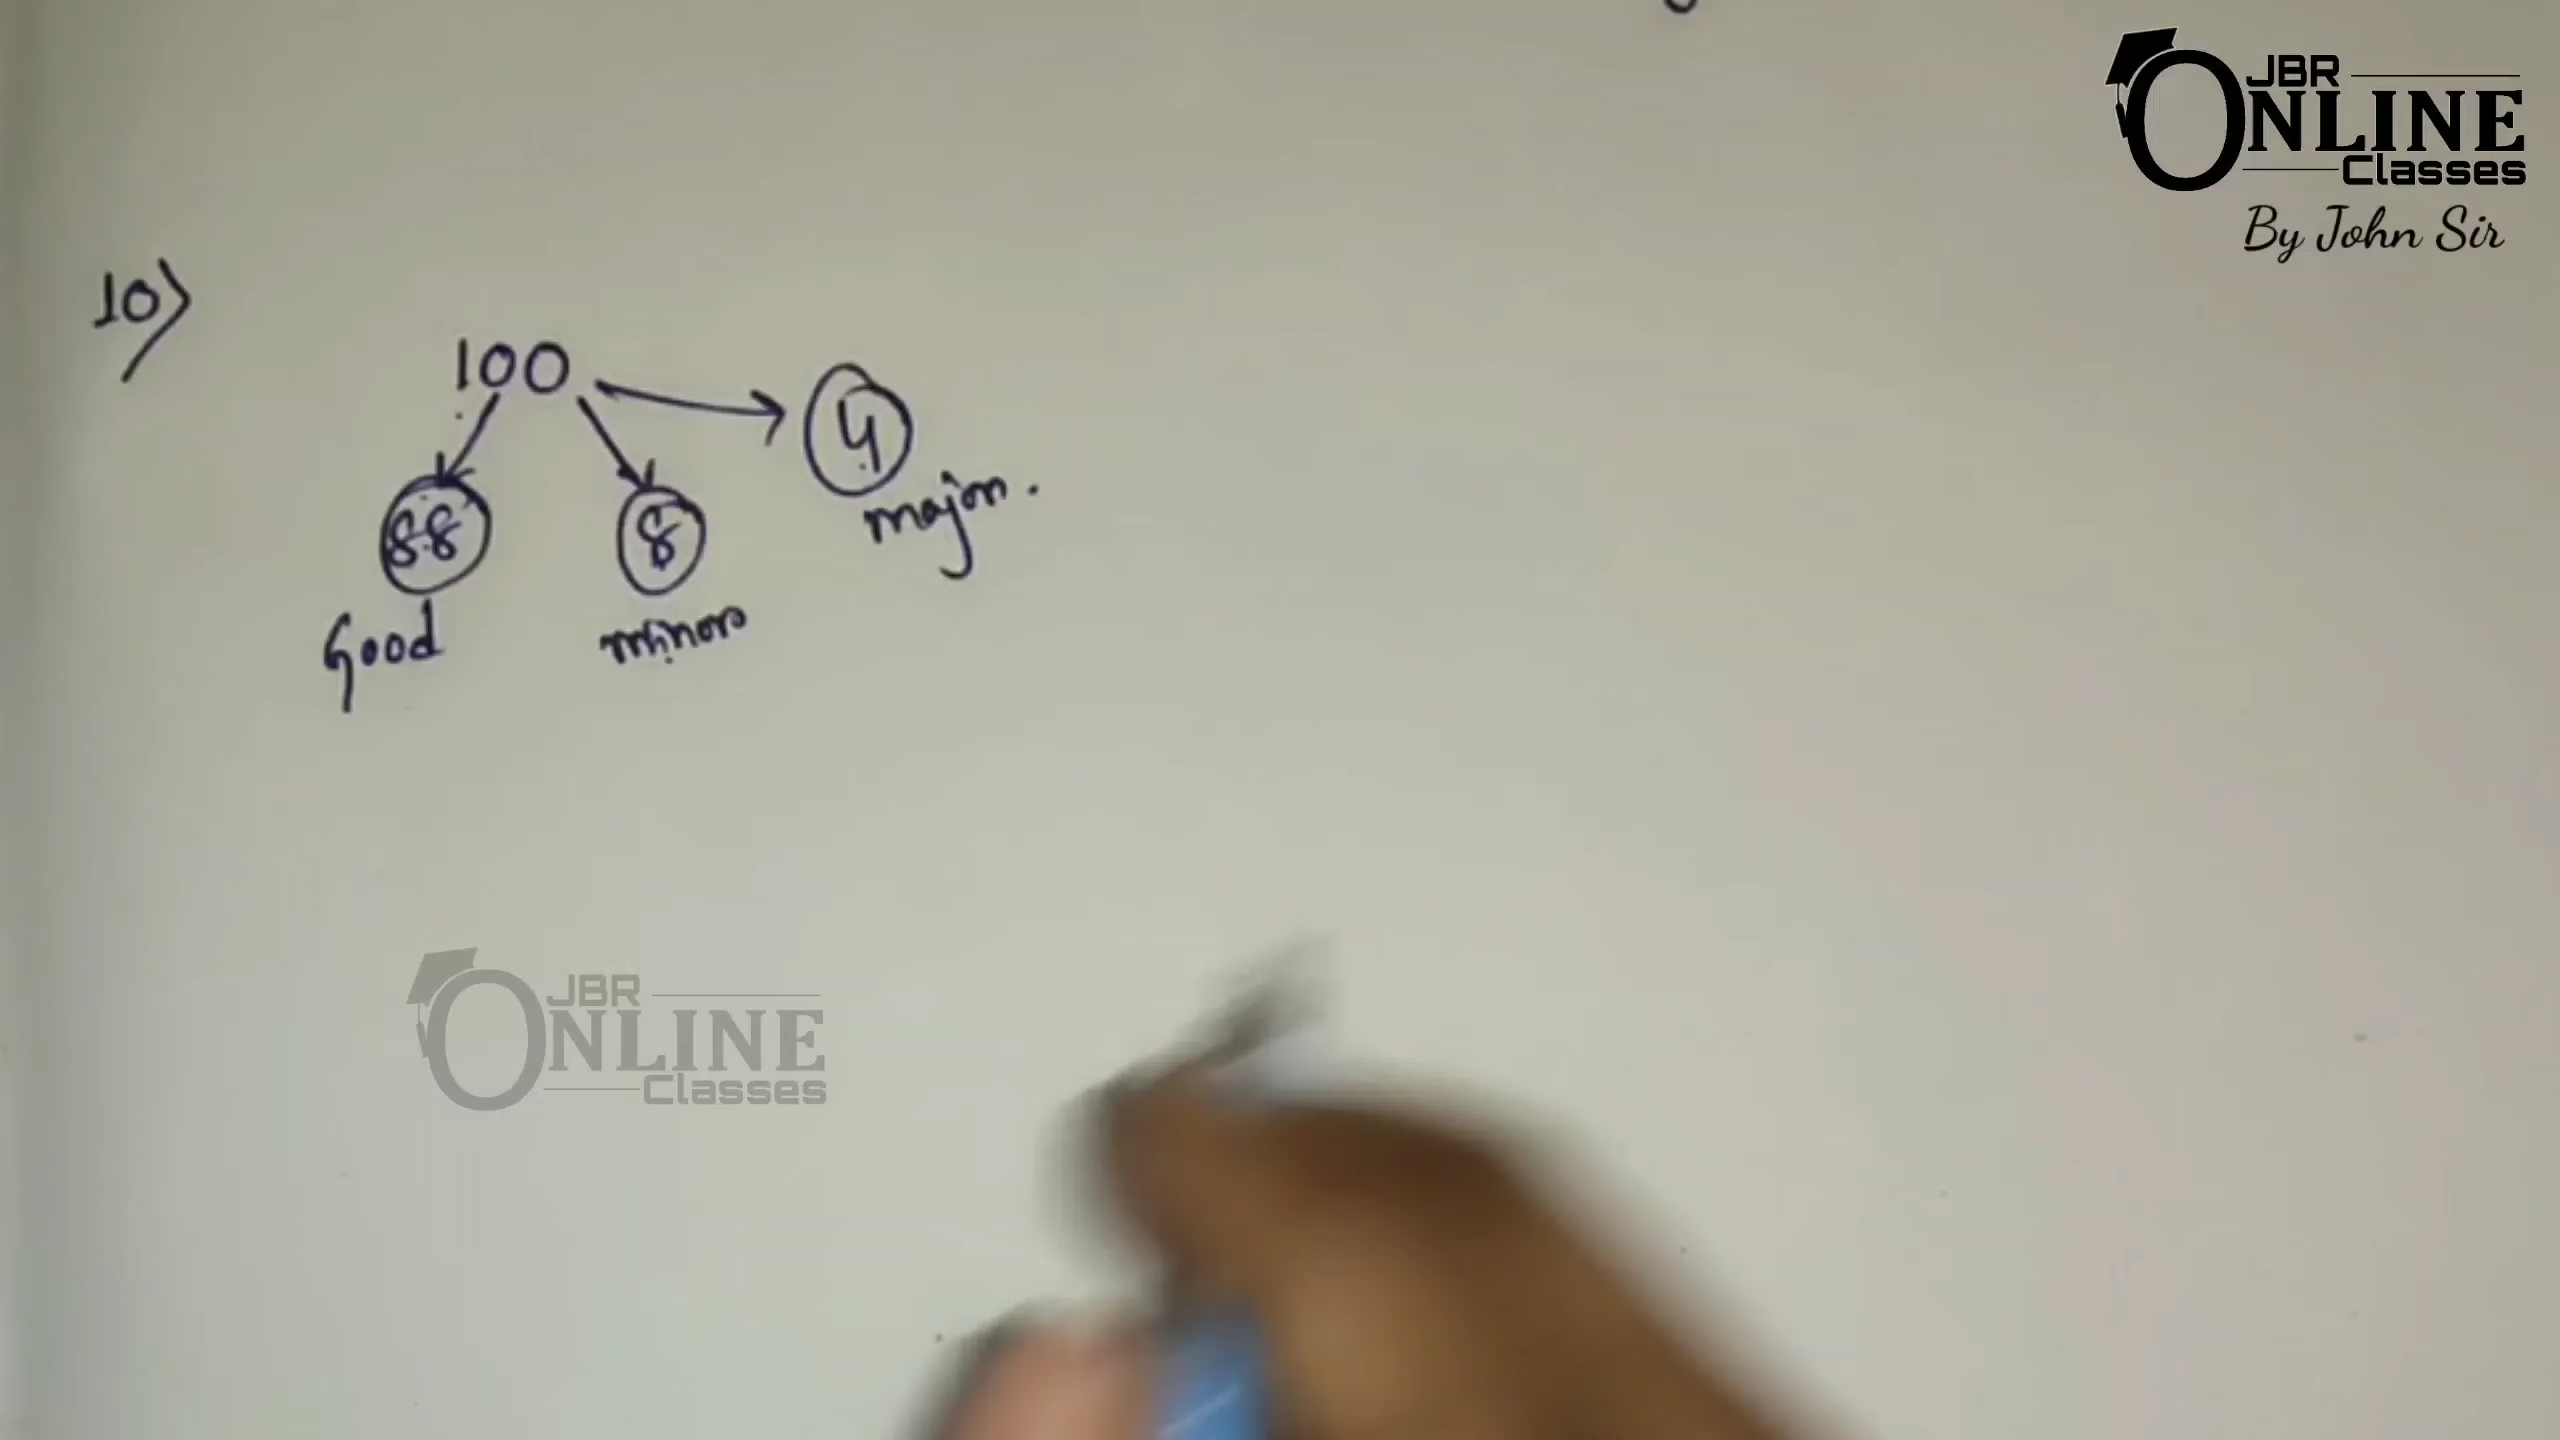 JBR
ONLINE
Classes
By John Sir
10)
100
88
8
4
Good
minor
major.
JBR
ONLINE
Classes